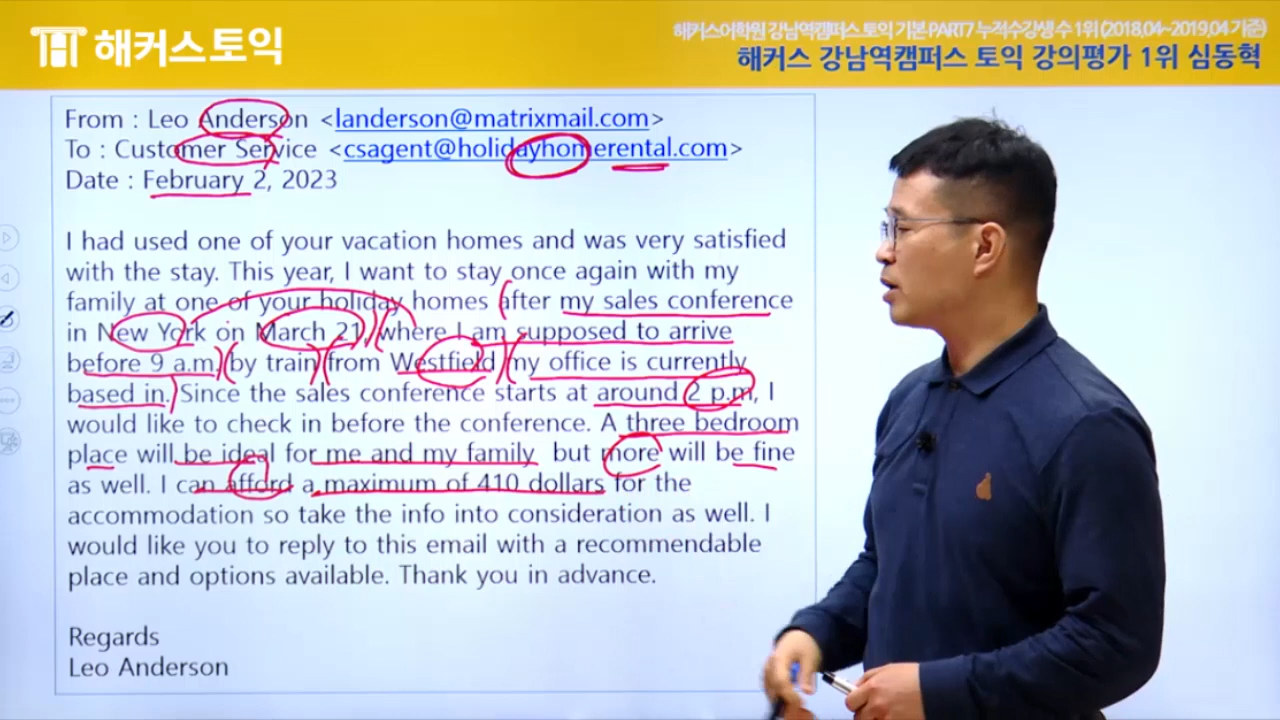 해커스토익
해커스어학원 강남역캠퍼스 토익 기본 PART7 누적수강생 수 1위 (2018.04~2019.04 기준)
해커스 강남역캠퍼스 토익 강의평가 1위 심동혁
From : Leo Anderson <landerson@matrixmail.com>
To : Customer Service <csagent@holidayhomerental.com>
Date : February 2, 2023
I had used one of your vacation homes and was very satisfied
with the stay. This year, I want to stay once again with my
family at one of your holiday homes after my sales conference
in New York on March 21, where I am supposed to arrive
before 9 a.m. by train from Westfield my office is currently
based in. Since the sales conference starts at around 2 p.m, I
would like to check in before the conference. A three bedroom
place will be ideal for me and my family but more will be fine
as well. I can afford a maximum of 410 dollars for the
accommodation so take the info into consideration as well. I
would like you to reply to this email with a recommendable
place and options available. Thank you in advance.
Regards
Leo Anderson